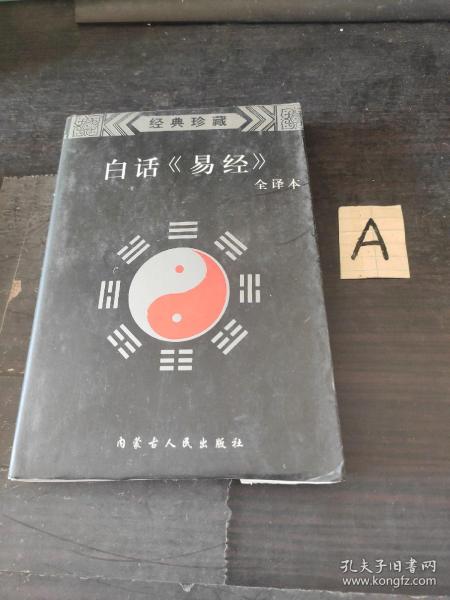 经典珍藏
白话《易经》
全译本
A
内蒙古人民出版社
孔夫子旧书网
www.kongfz.com